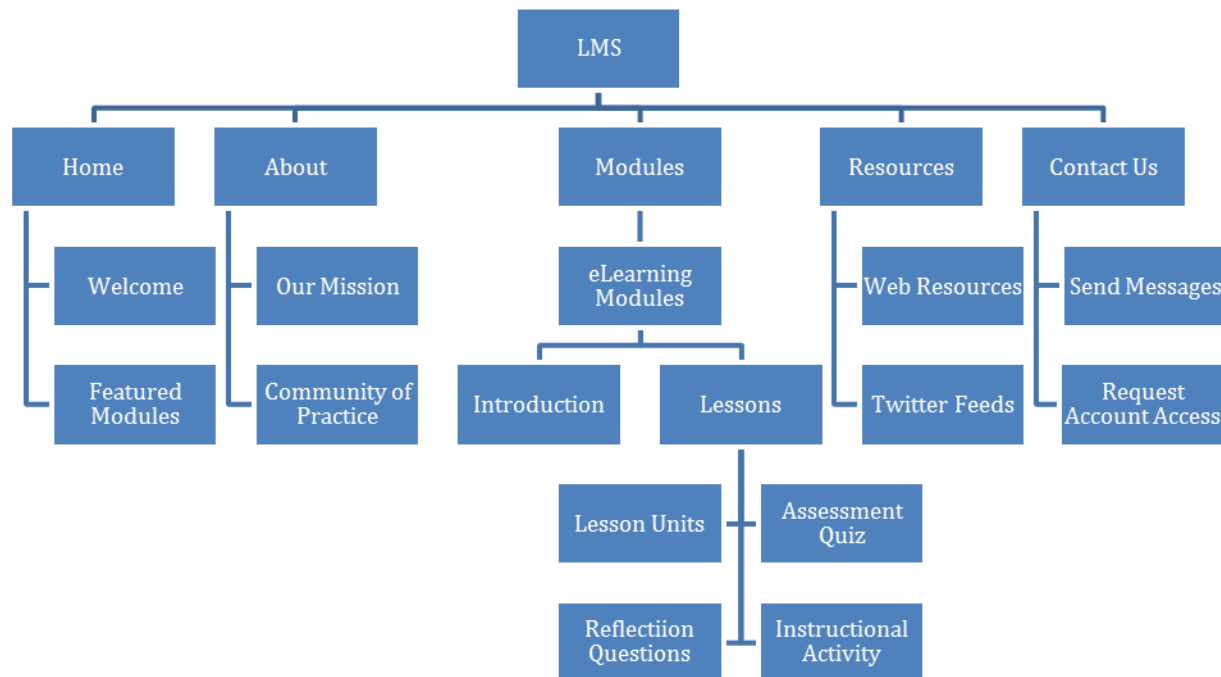 LMS
Home
About
Modules
Resources
Contact Us
Welcome
Our Mission
eLearning
Modules
Web Resources
Send Messages
Featured
Modules
Community of
Practice
Introduction
Lessons
Twitter Feeds
Request
Account Access
Lesson Units
Assessment
Quiz
Reflectiion
Questions
Instructional
Activity